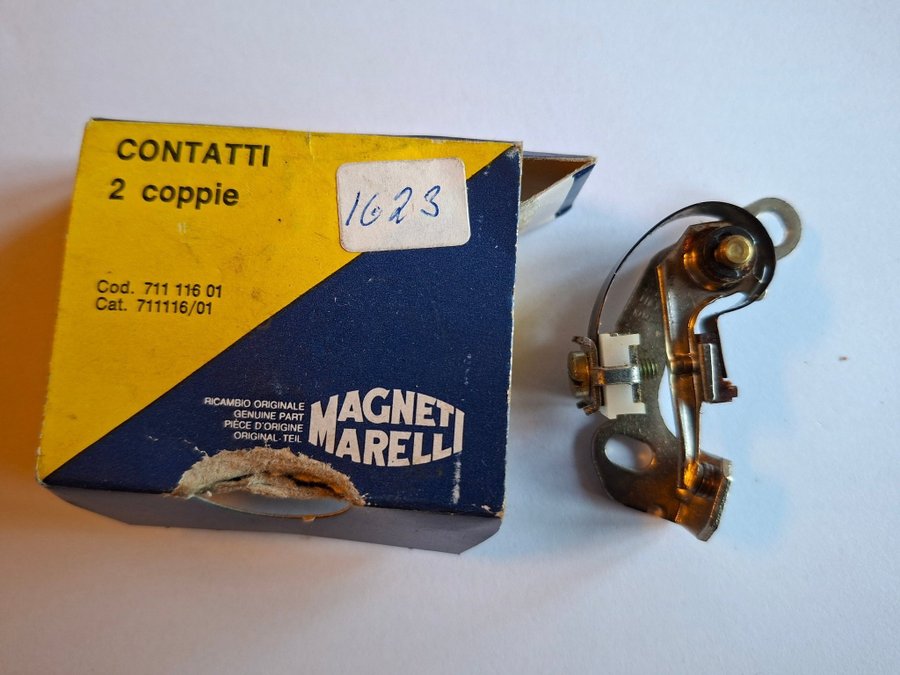 CONTATTI
2 coppie
1623
Cod. 711 116 01
Cat. 711116/01
RICAMBIO ORIGINALE
GENUINE PART
PIÈCE D'ORIGINE
ORIGINAL-TEIL
MAGNETI
MARELLI